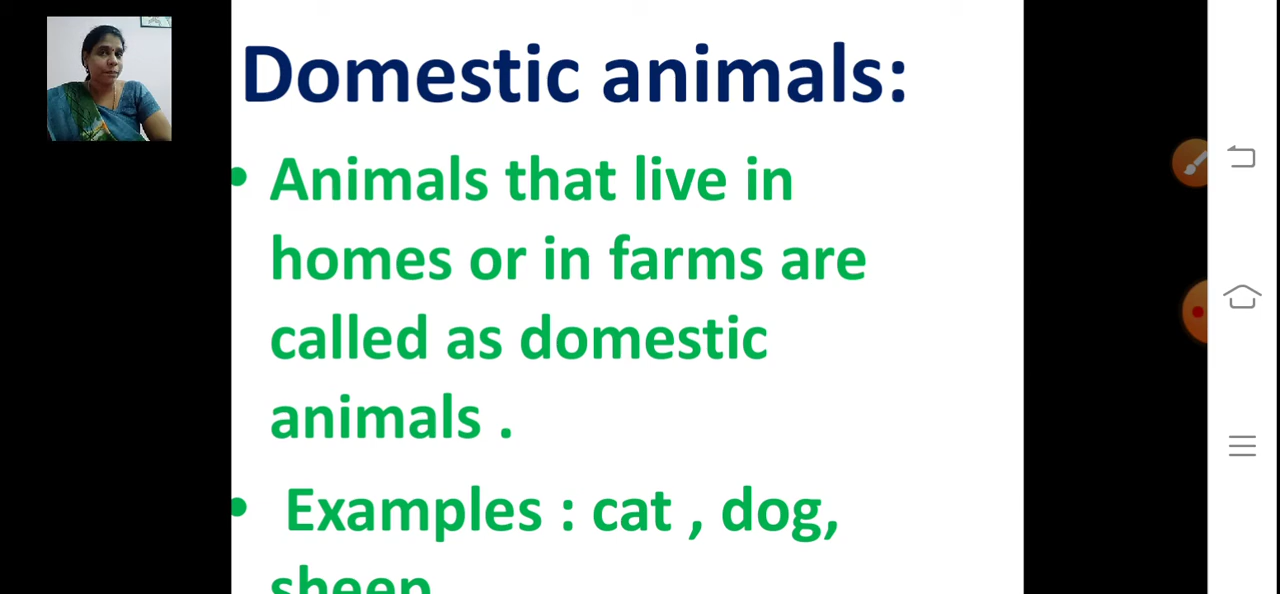 Domestic animals:
• Animals that live in
homes or in farms are
called as domestic
animals .
• Examples : cat , dog,
sheep